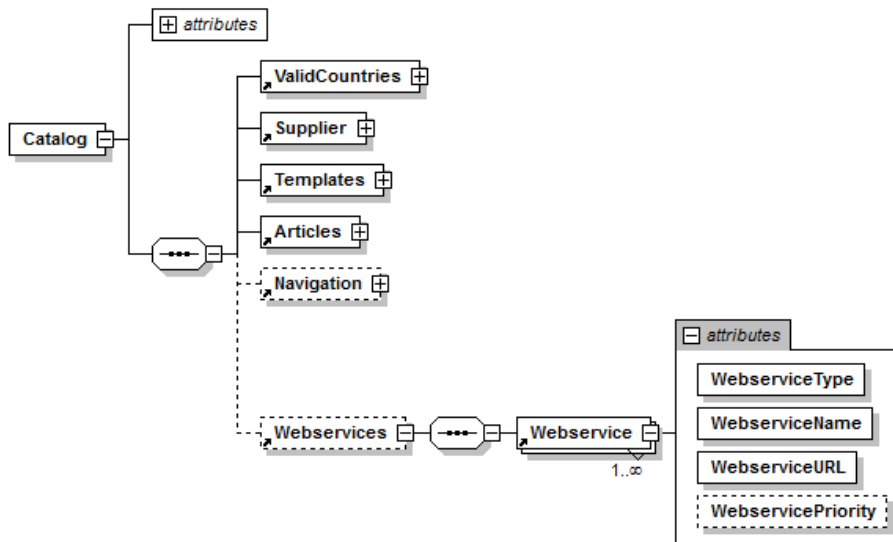 attributes
ValidCountries
Catalog
Supplier
Templates
Articles
Navigation
attributes
WebserviceType
WebserviceName
Webservices
Webservice
1..∞
WebserviceURL
WebservicePriority